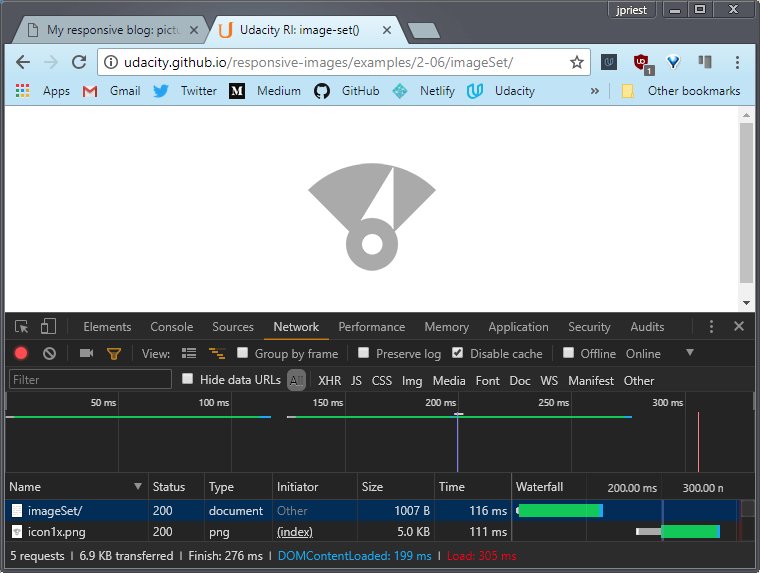 jpriest
My responsive blog: pictu
Udacity RI: image-set()
udacity.github.io/responsive-images/examples/2-06/imageSet/
1
Apps Gmail Twitter Medium GitHub Netlify Udacity » Other bookmarks
Elements Console Sources Network Performance Memory Application Security Audits
View: Group by frame Preserve log Disable cache Offline Online
Filter Hide data URLs All XHR JS CSS Img Media Font Doc WS Manifest Other
50 ms 100 ms 150 ms 200 ms 250 ms 300 ms
Name Status Type Initiator Size Time Waterfall 200.00 ms 300.00 n
imageSet/ 200 document Other 1007 B 116 ms
icon1x.png 200 png (index) 5.0 KB 111 ms
5 requests | 6.9 KB transferred | Finish: 276 ms | DOMContentLoaded: 199 ms | Load: 305 ms